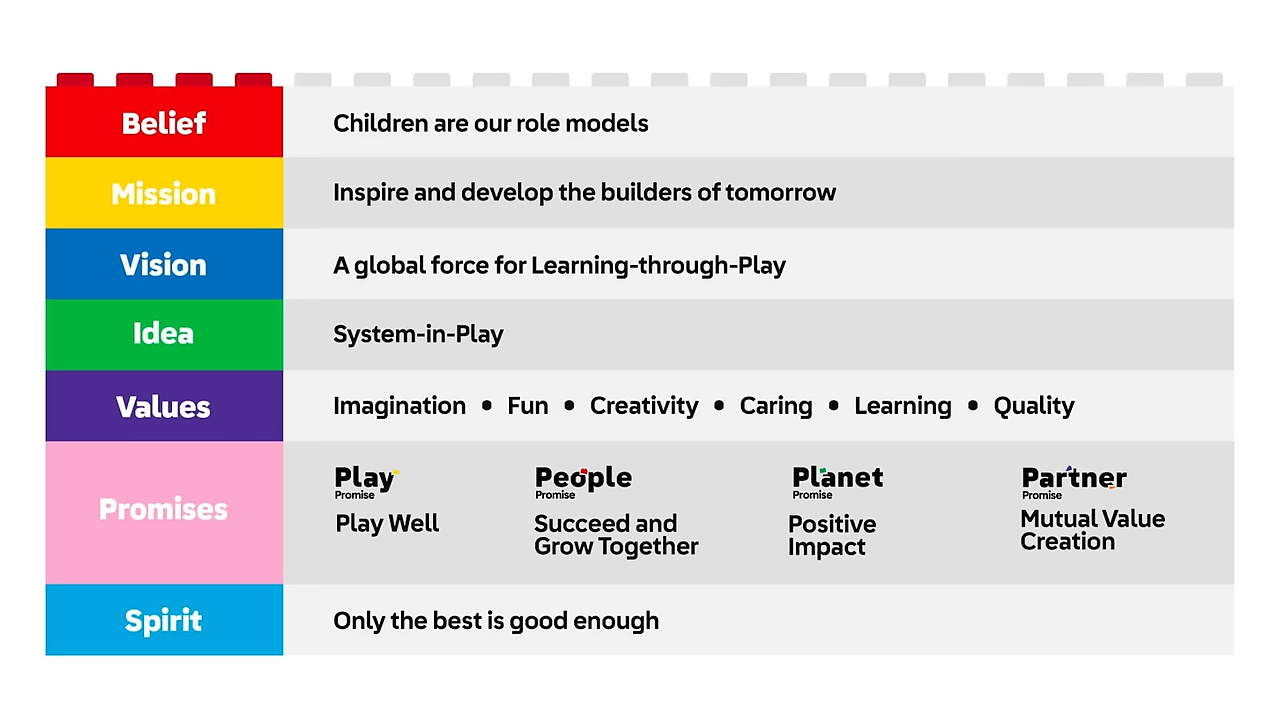 Belief
Children are our role models
Mission
Inspire and develop the builders of tomorrow
Vision
A global force for Learning-through-Play
Idea
System-in-Play
Values
Imagination • Fun • Creativity • Caring • Learning • Quality
Promises
Play
Promise
Play Well
People
Promise
Succeed and
Grow Together
Planet
Promise
Positive
Impact
Partner
Promise
Mutual Value
Creation
Spirit
Only the best is good enough